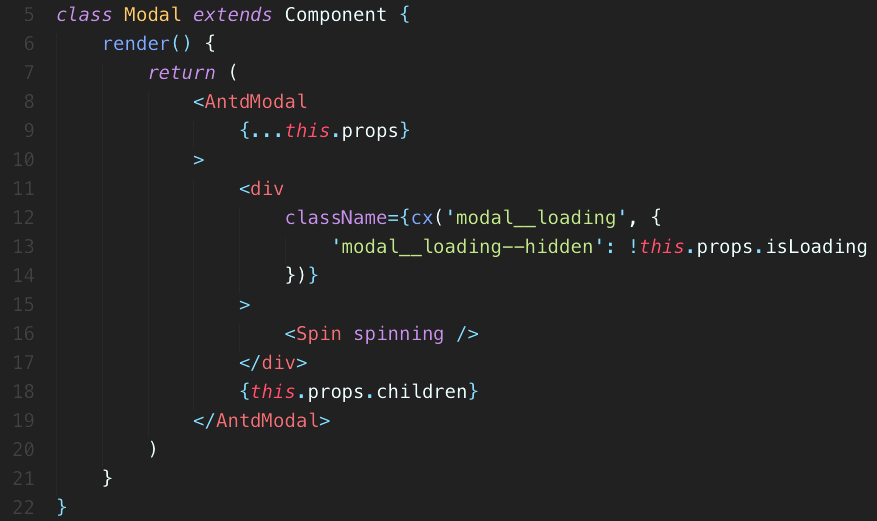 5 class Modal extends Component {
6     render() {
7         return (
8             <AntdModal
9                 {...this.props}
10             >
11                 <div
12                     className={cx('modal__loading', {
13                         'modal__loading--hidden': !this.props.isLoading
14                     })}
15                 >
16                     <Spin spinning />
17                 </div>
18                 {this.props.children}
19             </AntdModal>
20         )
21     }
22 }